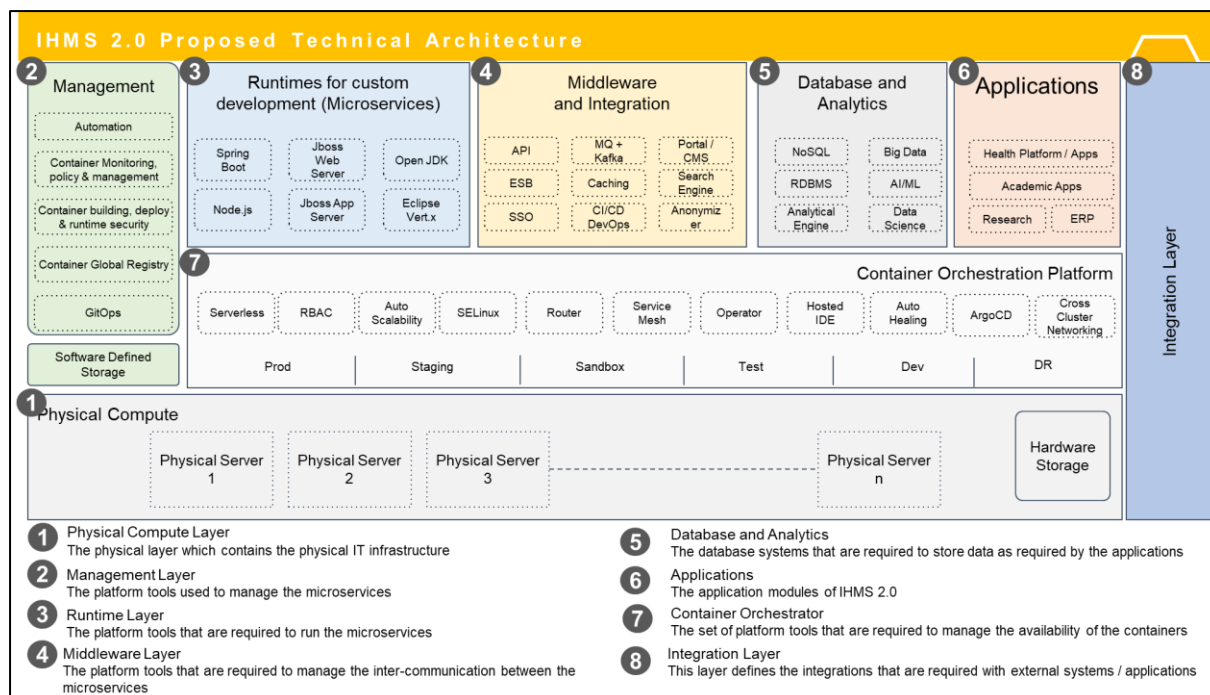 IHMS 2.0 Proposed Technical Architecture
2
Management
Automation
Container Monitoring,
policy & management
Container building, deploy
& runtime security
Container Global Registry
GitOps
Software Defined
Storage
3
Runtimes for custom
development (Microservices)
Spring
Boot
Jboss
Web
Server
Open JDK
Node.js
Jboss App
Server
Eclipse
Vert.x
4
Middleware
and Integration
API
MQ +
Kafka
Portal /
CMS
ESB
Caching
Search
Engine
SSO
CI/CD
DevOps
Anonymiz
er
5
Database and
Analytics
NoSQL
Big Data
RDBMS
AI/ML
Analytical
Engine
Data
Science
6
Applications
Health Platform / Apps
Academic Apps
Research
ERP
8
Integration Layer
7
Container Orchestration Platform
Serverless
RBAC
Auto
Scalability
SELinux
Router
Service
Mesh
Operator
Hosted
IDE
Auto
Healing
ArgoCD
Cross
Cluster
Networking
Prod
Staging
Sandbox
Test
Dev
DR
1
Physical Compute
Physical Server
1
Physical Server
2
Physical Server
3
Physical Server
n
Hardware
Storage
1
Physical Compute Layer
The physical layer which contains the physical IT infrastructure
2
Management Layer
The platform tools used to manage the microservices
3
Runtime Layer
The platform tools that are required to run the microservices
4
Middleware Layer
The platform tools that are required to manage the inter-communication between the
microservices
5
Database and Analytics
The database systems that are required to store data as required by the applications
6
Applications
The application modules of IHMS 2.0
7
Container Orchestrator
The set of platform tools that are required to manage the availability of the containers
8
Integration Layer
This layer defines the integrations that are required with external systems / applications